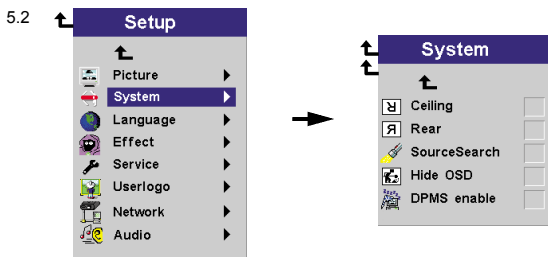 5.2
Setup
Picture
System
Language
Effect
Service
Userlogo
Network
Audio
System
Ceiling
Rear
SourceSearch
Hide OSD
DPMS enable